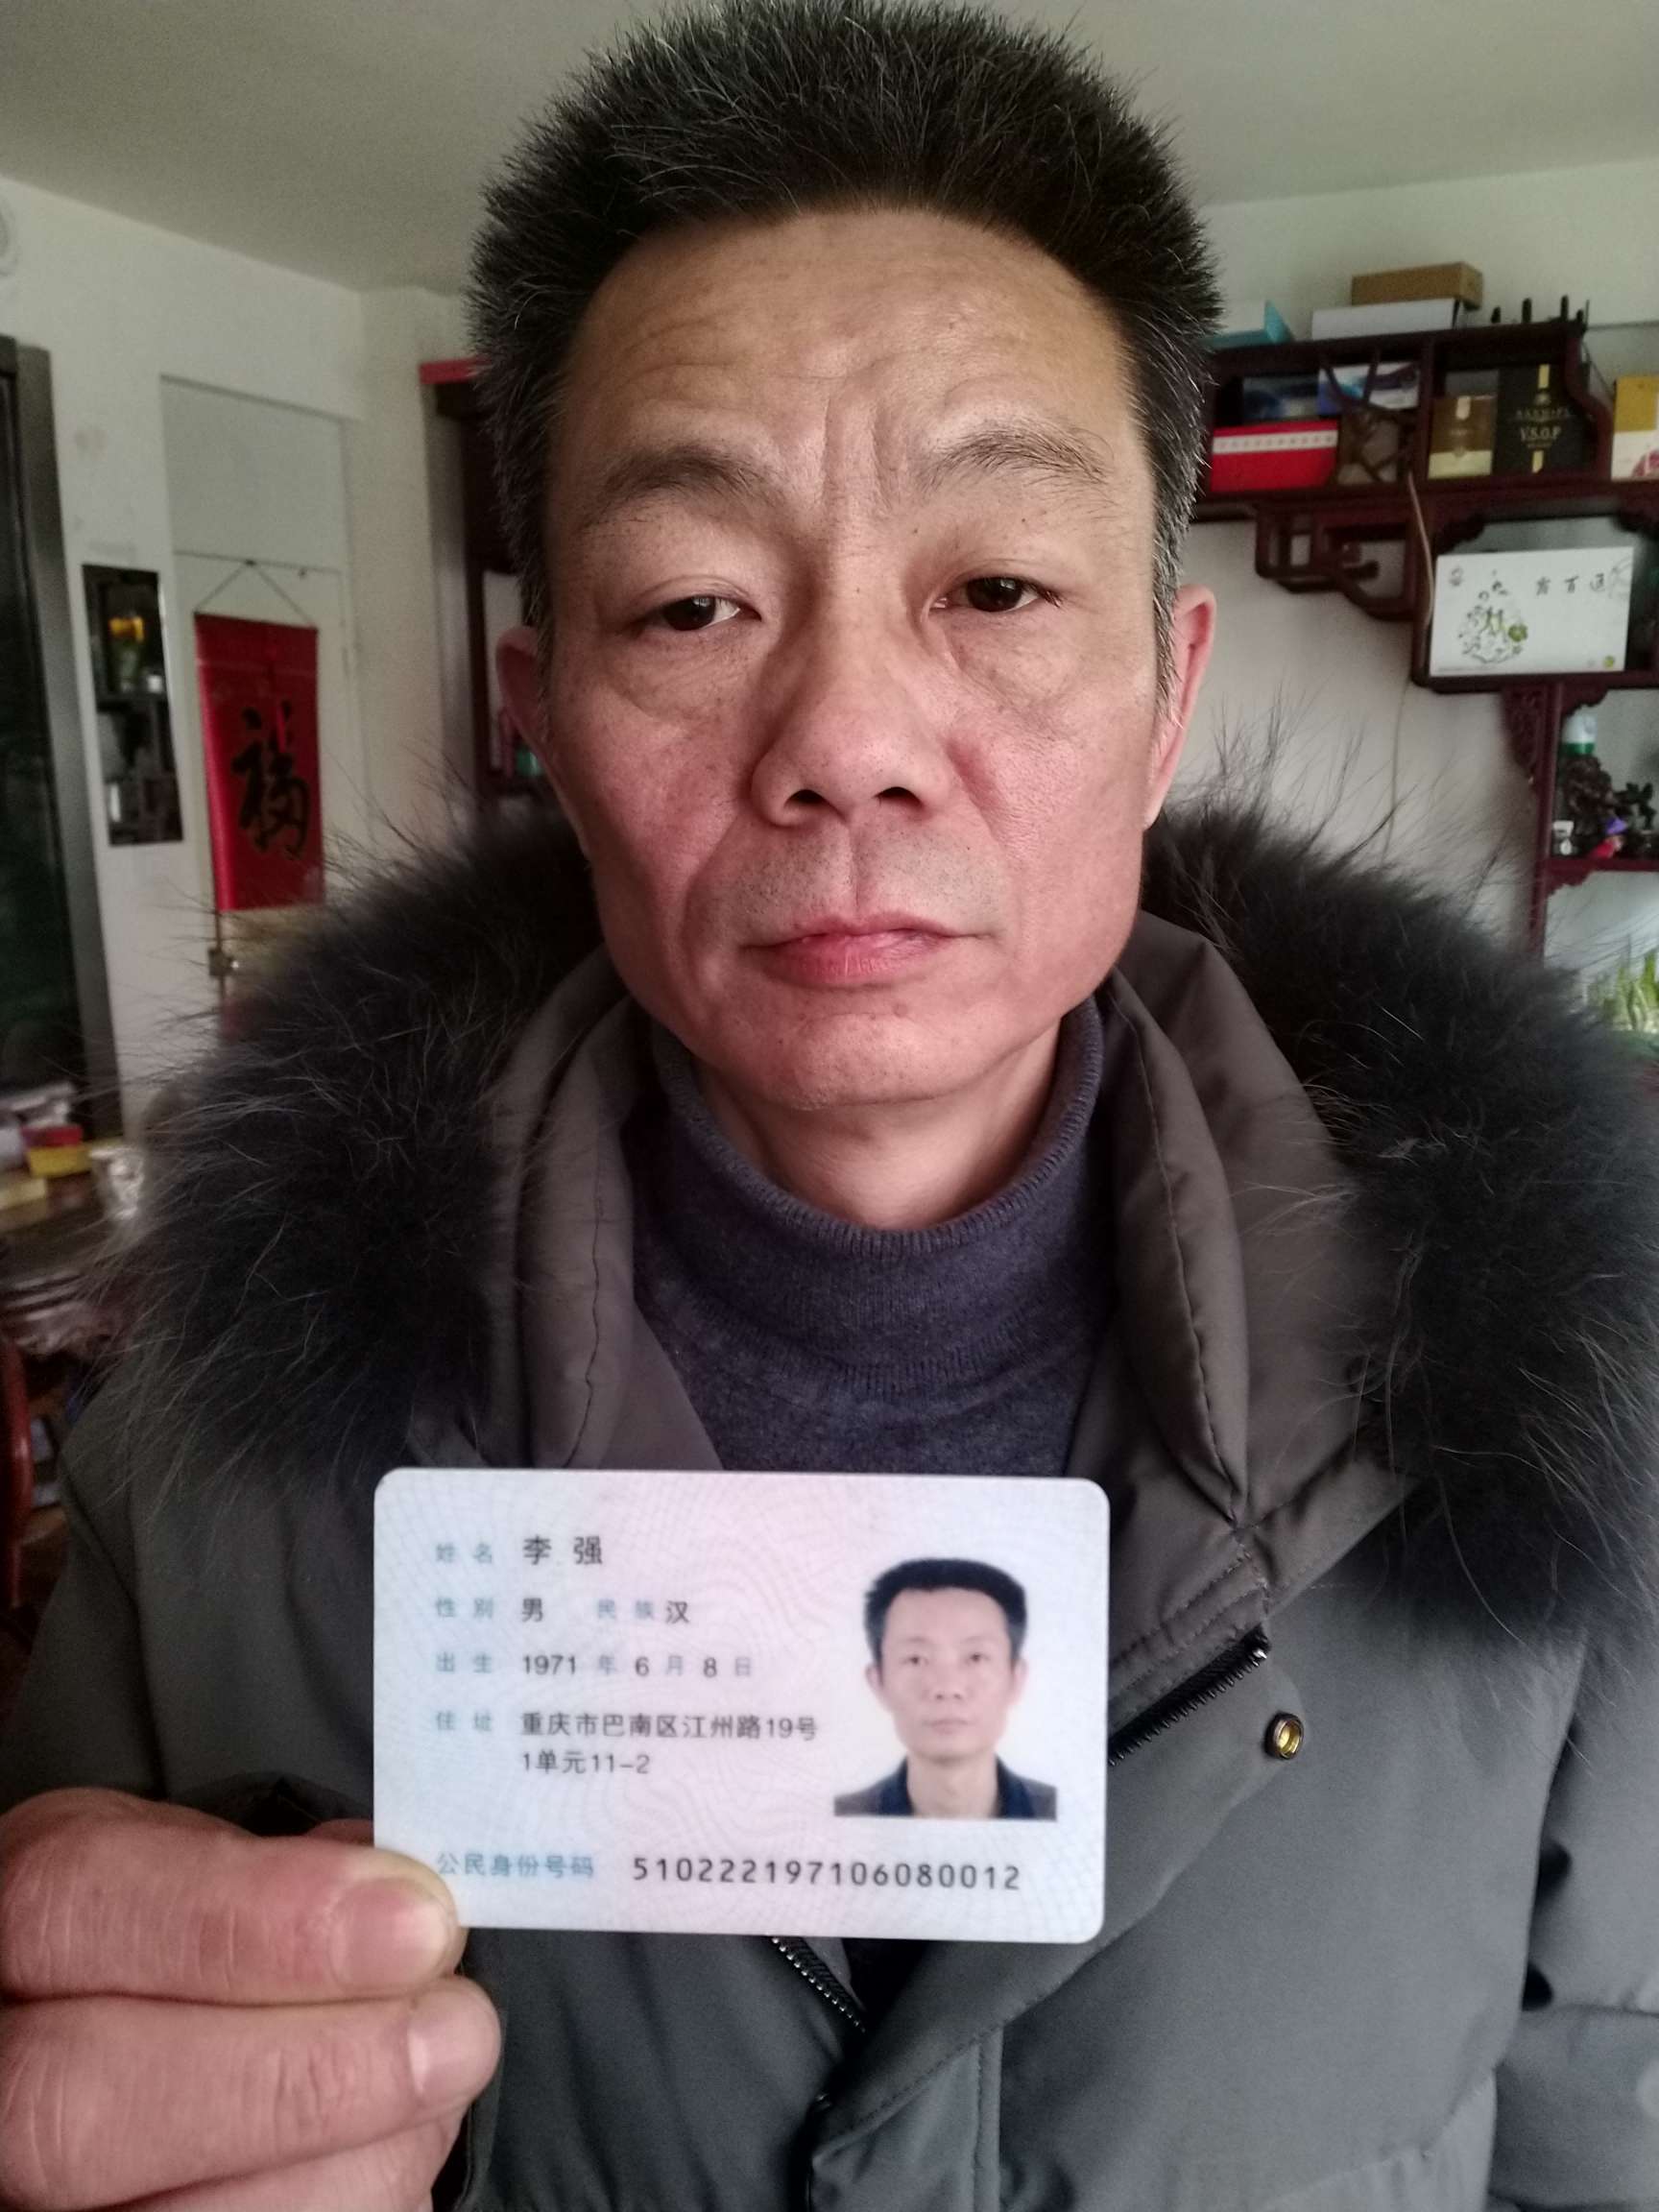 福
V.S.O.P
姓名 李强
性别 男 民族 汉
出生 1971 年 6 月 8 日
住址 重庆市巴南区江州路19号
1单元11-2
公民身份号码 510222197106080012